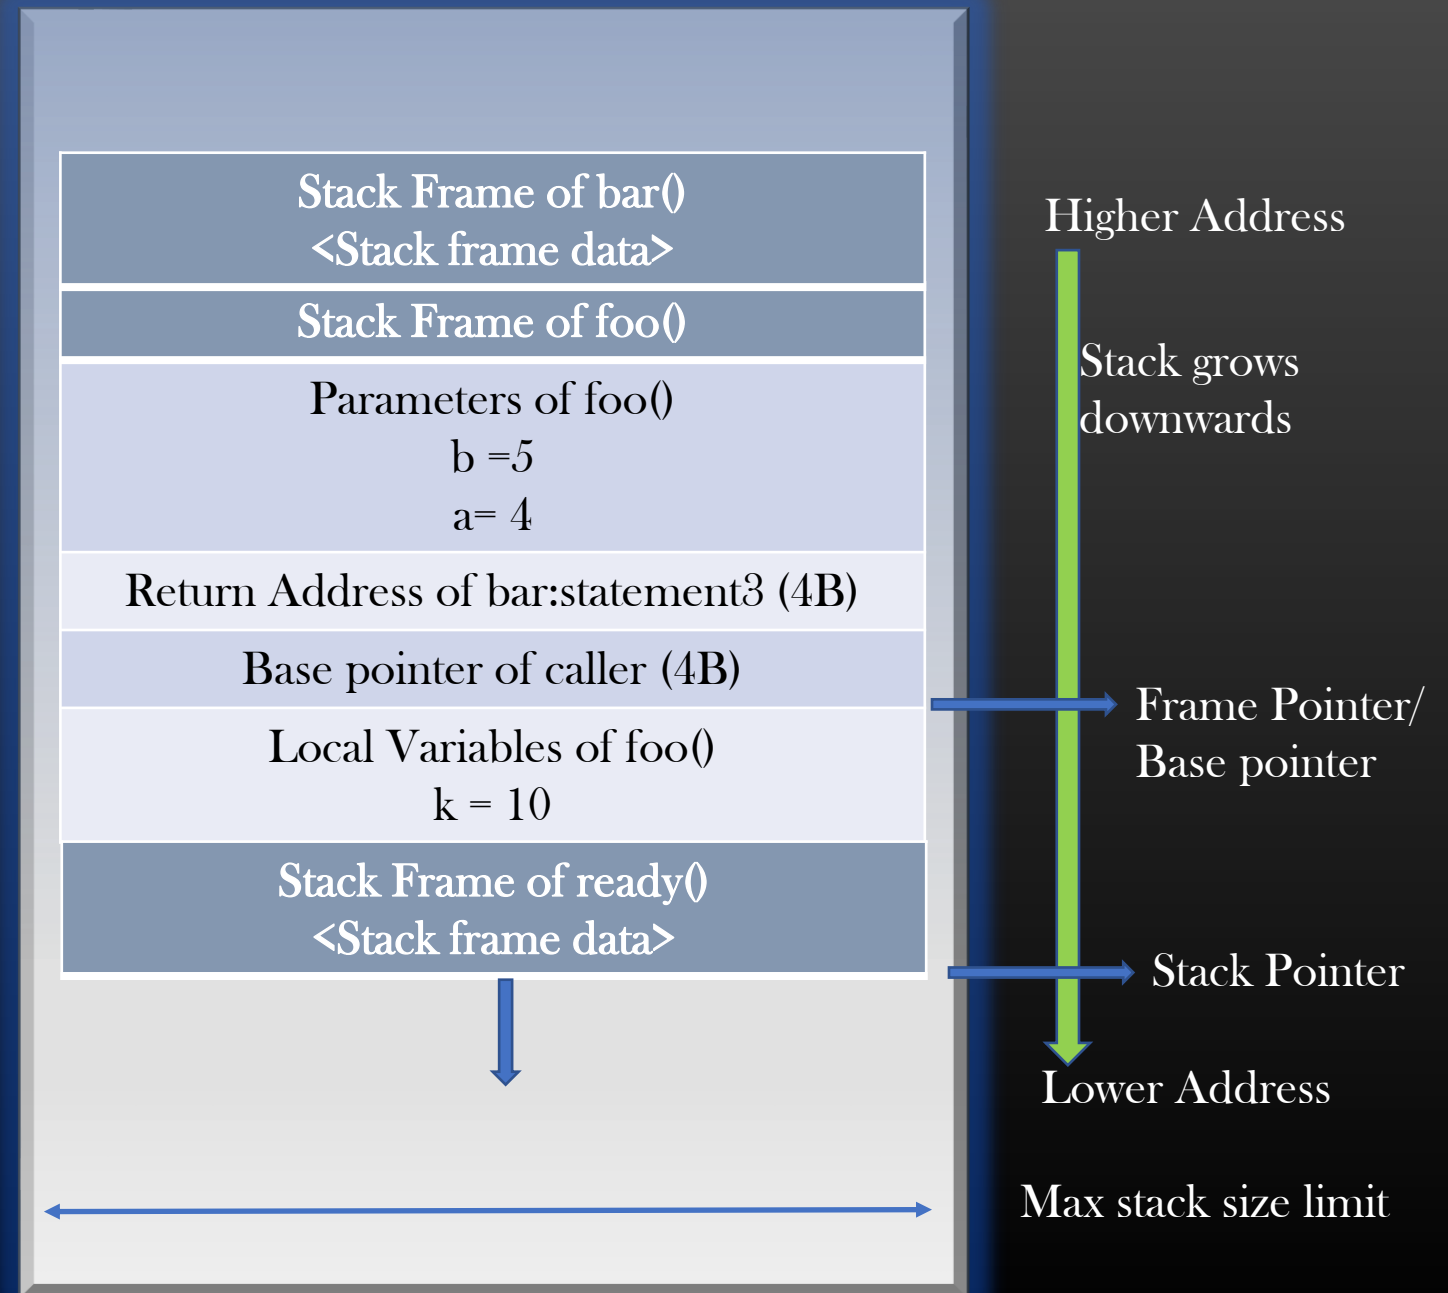 Stack Frame of bar()
<Stack frame data>
Stack Frame of foo()
Parameters of foo()
b =5
a= 4
Return Address of bar:statement3 (4B)
Base pointer of caller (4B)
Local Variables of foo()
k = 10
Stack Frame of ready()
<Stack frame data>
Higher Address
Stack grows
downwards
Frame Pointer/
Base pointer
Stack Pointer
Lower Address
Max stack size limit